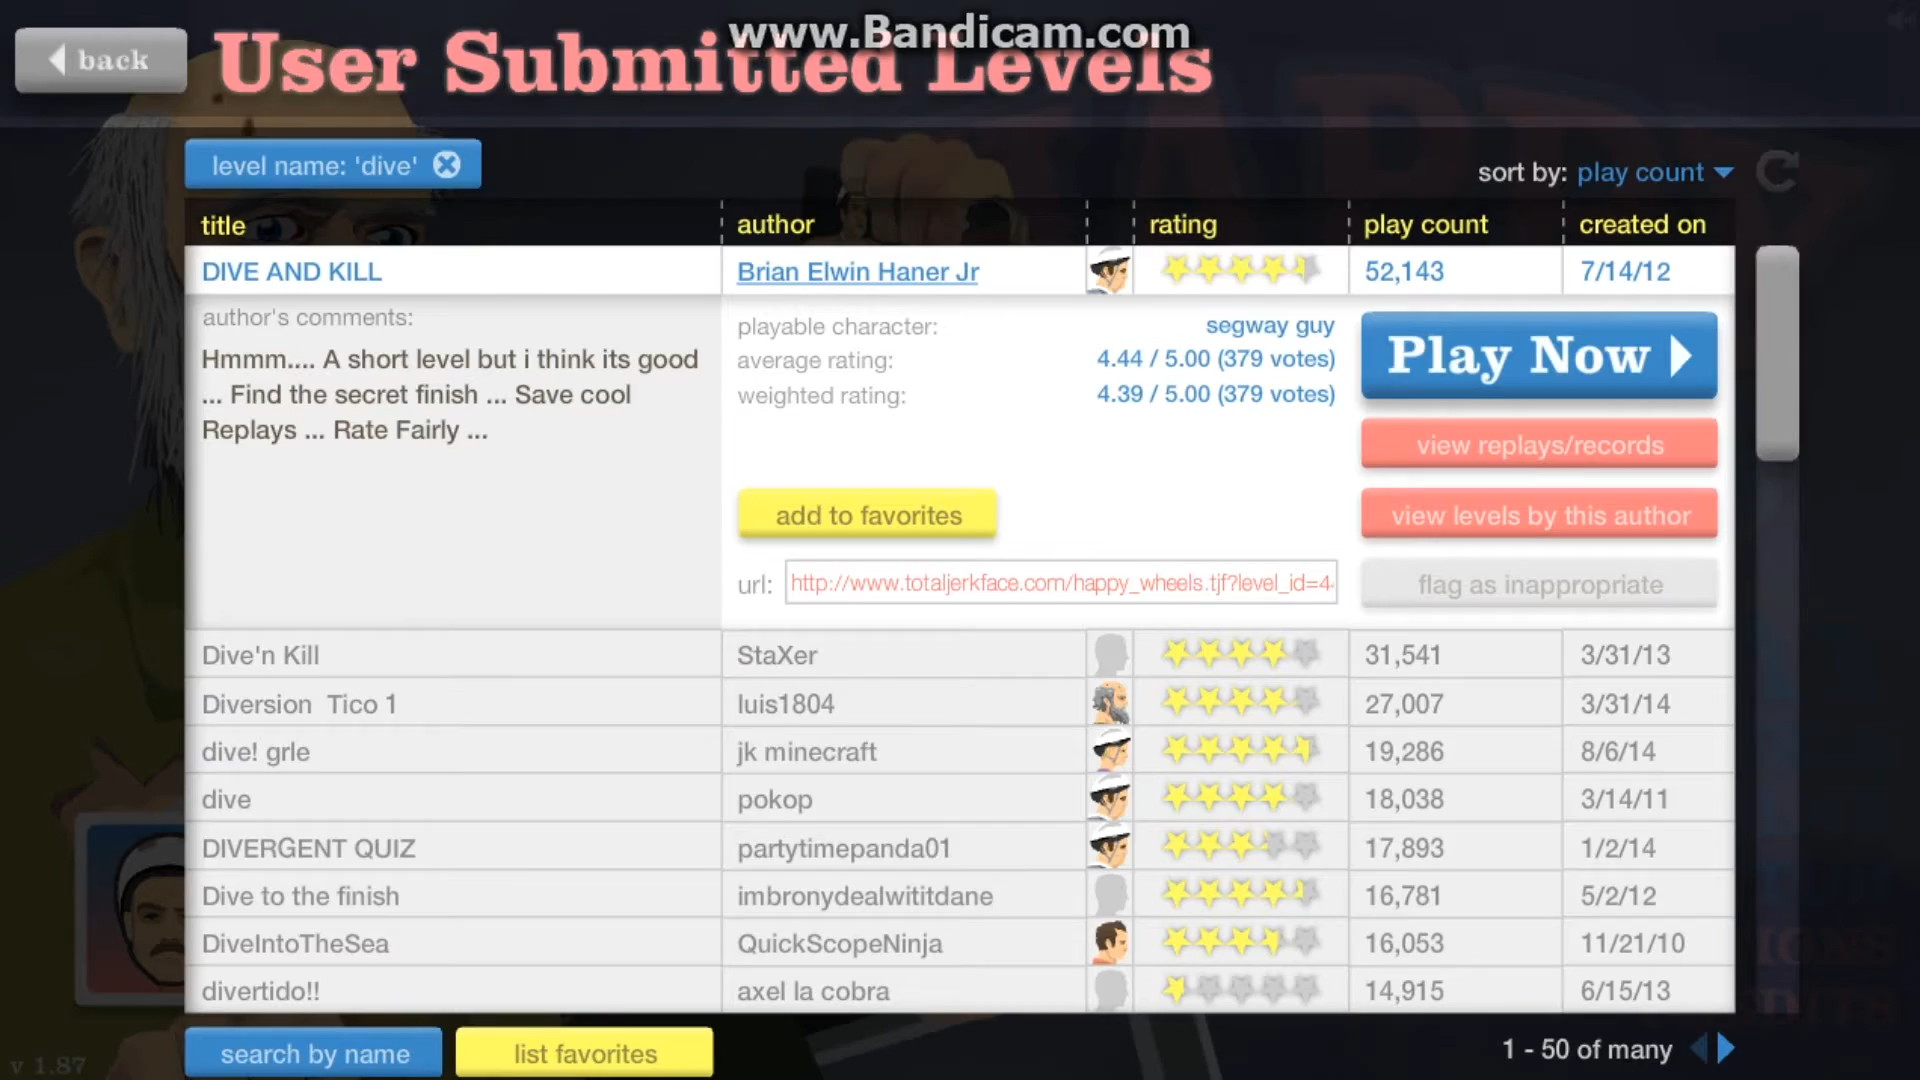 www.Bandicam.com
back
User Submitted Levels
level name: 'dive'
sort by: play count
title author rating play count created on
DIVE AND KILL Brian Elwin Haner Jr 52,143 7/14/12
author's comments:
Hmmm.... A short level but i think its good
... Find the secret finish ... Save cool
Replays ... Rate Fairly ...
playable character: segway guy
average rating: 4.44 / 5.00 (379 votes)
weighted rating: 4.39 / 5.00 (379 votes)
add to favorites
url: http://www.totaljerkface.com/happy_wheels.tjf?level_id=4
Play Now
view replays/records
view levels by this author
flag as inappropriate
Dive'n Kill StaXer 31,541 3/31/13
Diversion Tico 1 luis1804 27,007 3/31/14
dive! grle jk minecraft 19,286 8/6/14
dive pokop 18,038 3/14/11
DIVERGENT QUIZ partytimepanda01 17,893 1/2/14
Dive to the finish imbronydealwititdane 16,781 5/2/12
DiveIntoTheSea QuickScopeNinja 16,053 11/21/10
divertido!! axel la cobra 14,915 6/15/13
search by name
list favorites
1 - 50 of many
v 1.87